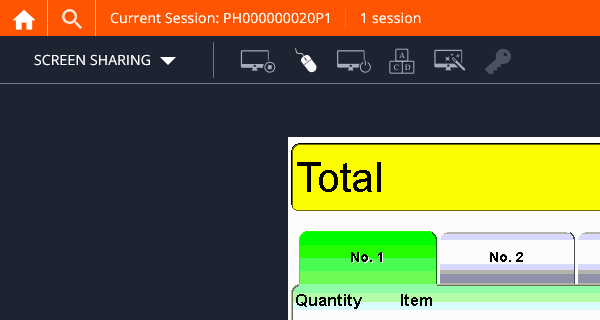 Current Session: PH000000020P1 1 session
SCREEN SHARING
A
C D
Total
No. 1 No. 2
Quantity Item